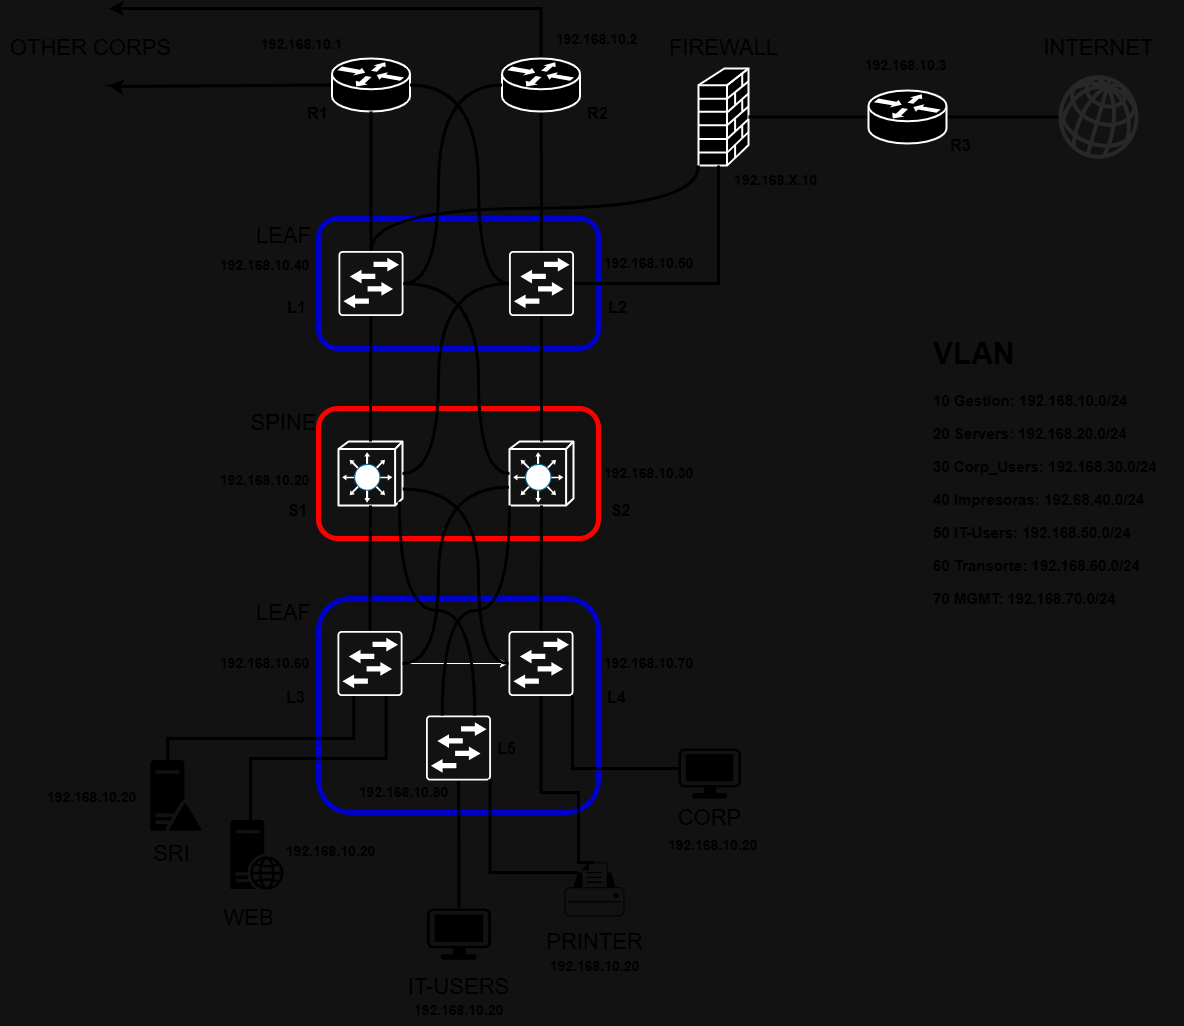 192.168.10.1
192.168.10.2
OTHER CORPS
FIREWALL
INTERNET
192.168.10.3
R1
R2
R3
192.168.X.10
LEAF
192.168.10.40
192.168.10.50
L1
L2
VLAN
10 Gestion: 192.168.10.0/24
20 Servers: 192.168.20.0/24
30 Corp_Users: 192.168.30.0/24
40 Impresoras: 192.68.40.0/24
50 IT-Users: 192.168.50.0/24
60 Transorte: 192.168.60.0/24
70 MGMT: 192.168.70.0/24
SPINE
192.168.10.20
192.168.10.30
S1
S2
LEAF
192.168.10.60
192.168.10.70
L3
L4
L5
192.168.10.80
192.168.10.20
SRI
192.168.10.20
WEB
CORP
192.168.10.20
PRINTER
192.168.10.20
IT-USERS
192.168.10.20